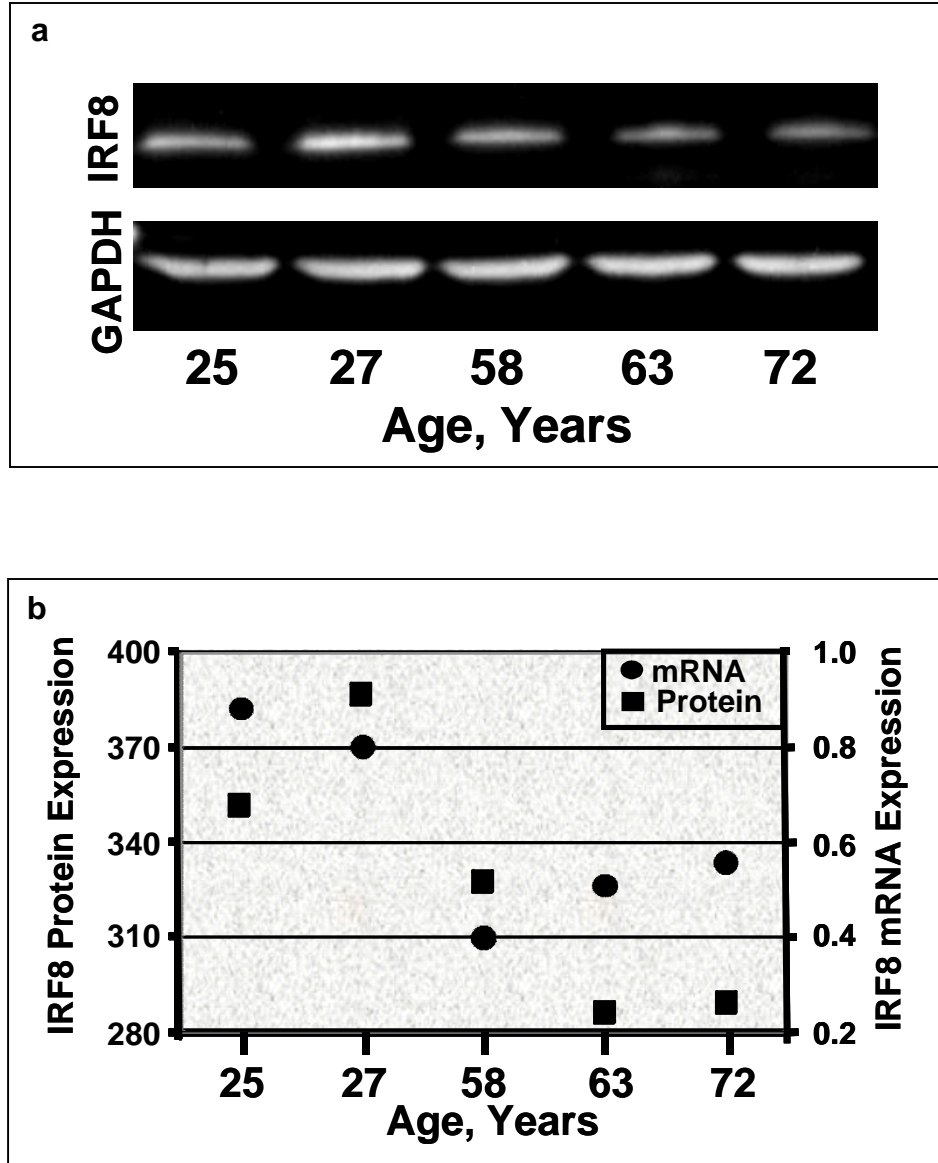 a
IRF8
GAPDH
25 27 58 63 72
Age, Years
b
IRF8 Protein Expression
400
370
340
310
280
mRNA
Protein
1.0
0.8
0.6
0.4
0.2
IRF8 mRNA Expression
25 27 58 63 72
Age, Years